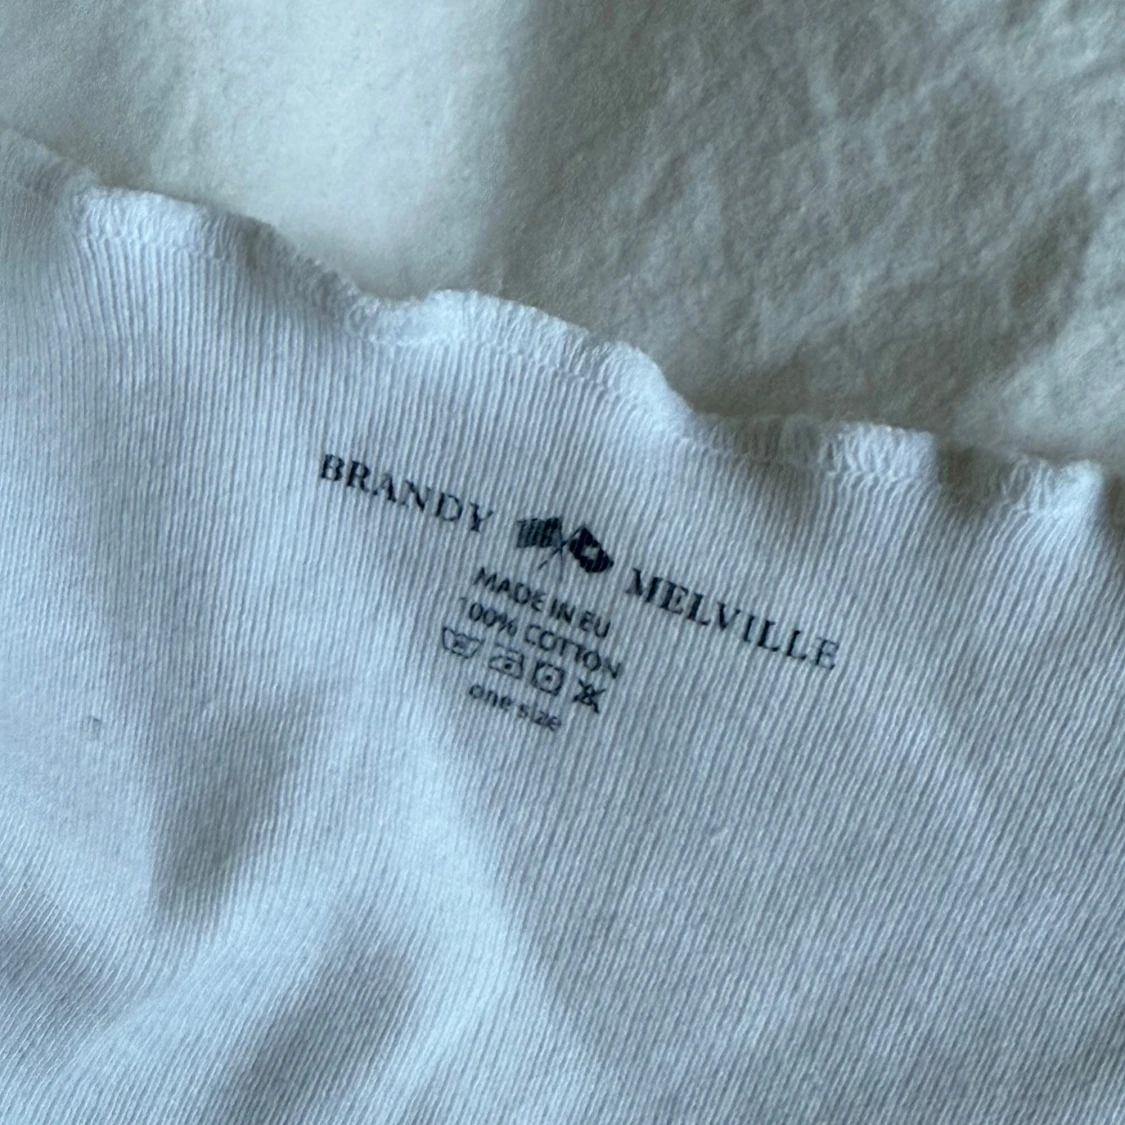 BRANDY MELVILLE
MADE IN EU
100% COTTON
one size